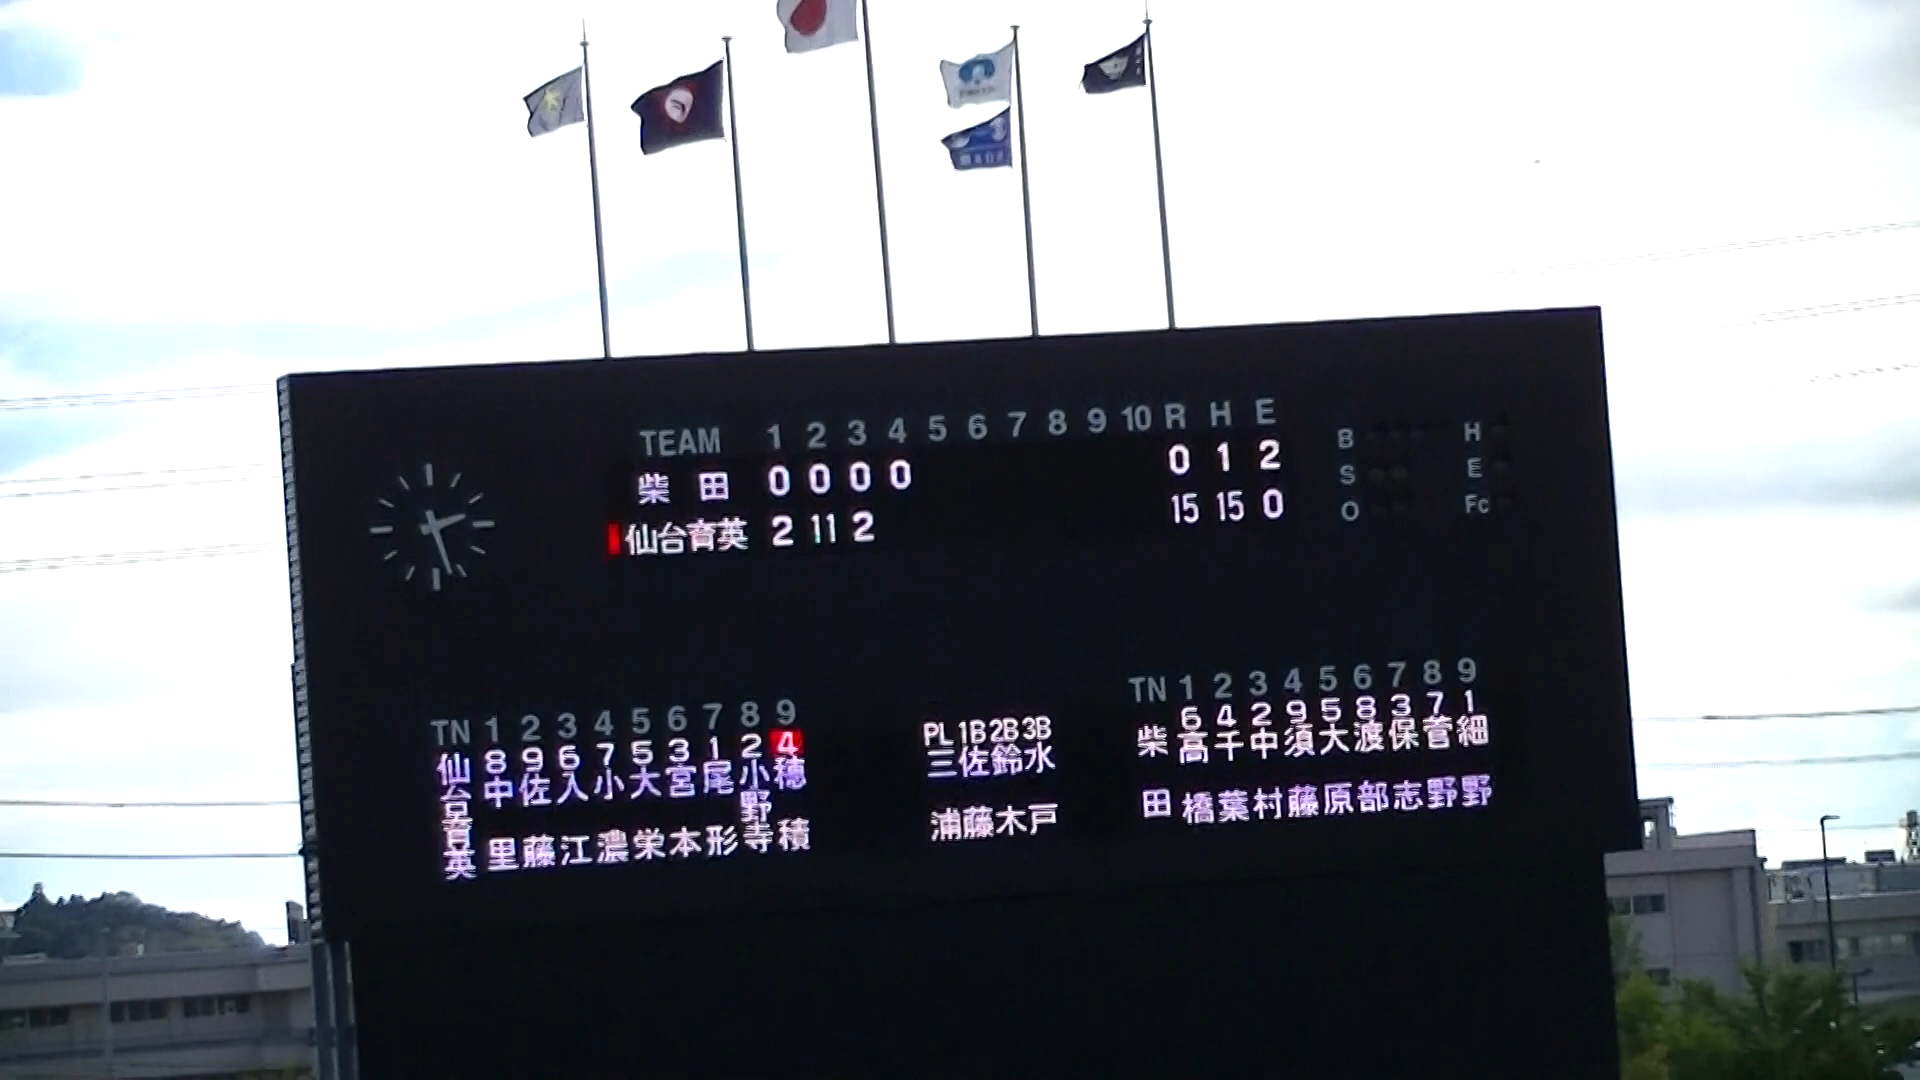 TEAM 1 2 3 4 5 6 7 8 9 10 R H E
柴田 0 0 0 0 0 1 2
仙台育英 2 11 2 15 15 0
B H
S E
O Fc
TN 1 2 3 4 5 6 7 8 9
8 9 6 7 5 3 1 2 4
仙台育英 中里 佐藤 入江 小濃 大栄 宮本 尾形 小野寺 穂積
PL 1B 2B 3B
三浦 佐藤 鈴木 水戸
TN 1 2 3 4 5 6 7 8 9
6 4 2 9 5 8 3 7 1
柴田 高橋 千葉 中村 須藤 大原 渡部 保志 菅野 細野